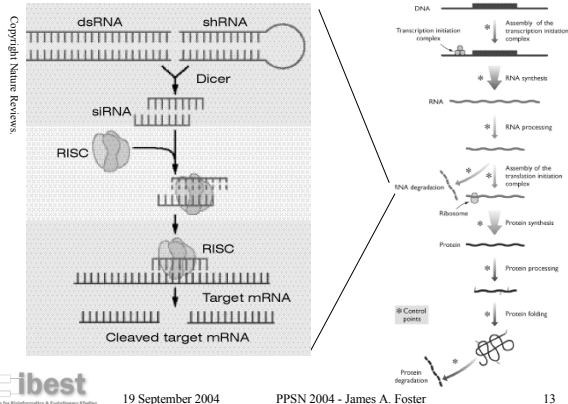 Copyright Nature Reviews.
dsRNA
shRNA
Dicer
siRNA
RISC
RISC
Target mRNA
Cleaved target mRNA
DNA
Assembly of the
transcription initiation
complex
Transcription initiation
complex
RNA synthesis
RNA
RNA processing
Assembly of the
translation initiation
complex
RNA degradation
Ribosome
Protein synthesis
Protein
Protein processing
* Control
points
Protein folding
Protein
degradation
ibest
19 September 2004
PPSN 2004 - James A. Foster
13